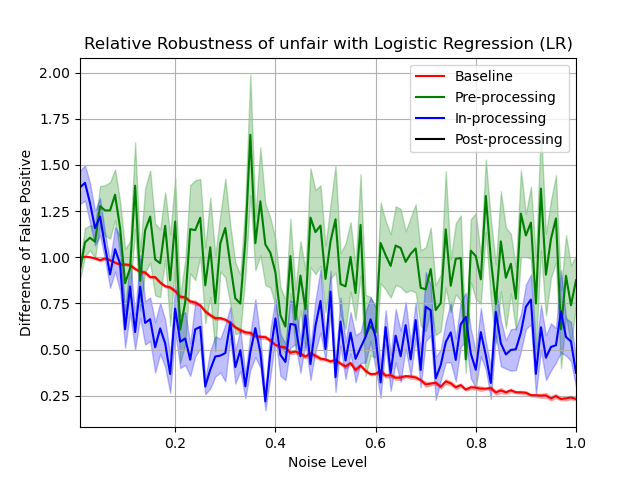 Relative Robustness of unfair with Logistic Regression (LR)
Difference of False Positive
2.00
1.75
1.50
1.25
1.00
0.75
0.50
0.25
Baseline
Pre-processing
In-processing
Post-processing
0.2 0.4 0.6 0.8 1.0
Noise Level